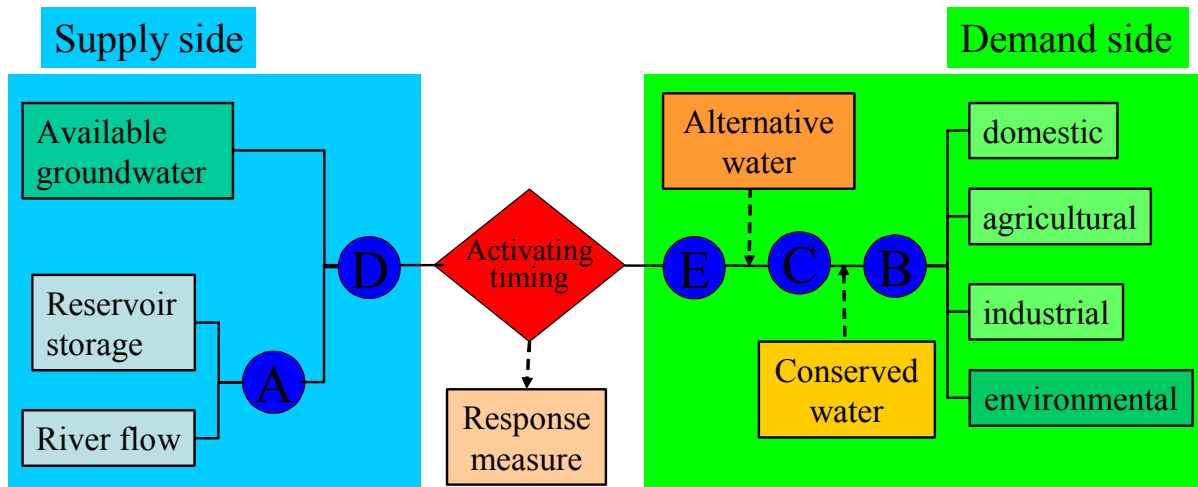 Supply side
Demand side
Available
groundwater
Reservoir
storage
River flow
A
D
Activating
timing
Response
measure
E
Alternative
water
C
Conserved
water
B
domestic
agricultural
industrial
environmental